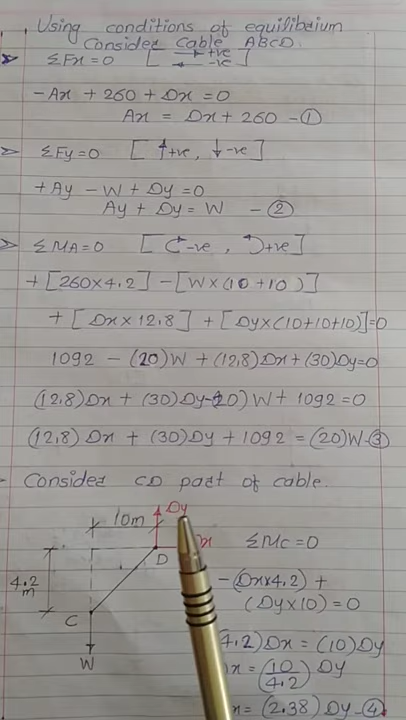 Using conditions of equilibrium
Consider cable ABCD.
ΣFx=0 [ → +ve ← -ve ]
-Ax + 260 + Dx = 0
Ax = Dx + 260 - ①
ΣFy=0 [ ↑+ve, ↓-ve ]
+Ay - W + Dy = 0
Ay + Dy = W - ②
ΣMA=0 [ ↻-ve, ↺+ve ]
+ [260×4.2] - [W×(10+10)]
+ [Dx×12.8] + [Dy×(10+10+10)]=0
1092 - (20)W + (12.8)Dx + (30)Dy=0
(12.8)Dx + (30)Dy-(20)W + 1092 = 0
(12.8) Dx + (30)Dy + 1092 = (20)W-③
Consider CD part of cable.
Dy
10m
x
ΣMC=0
D
4.2
m
-(Dx×4.2) +
(Dy×10) = 0
C
W
4.2)Dx = (10)Dy
x = (10/4.2) Dy
x = (2.38) Dy-④